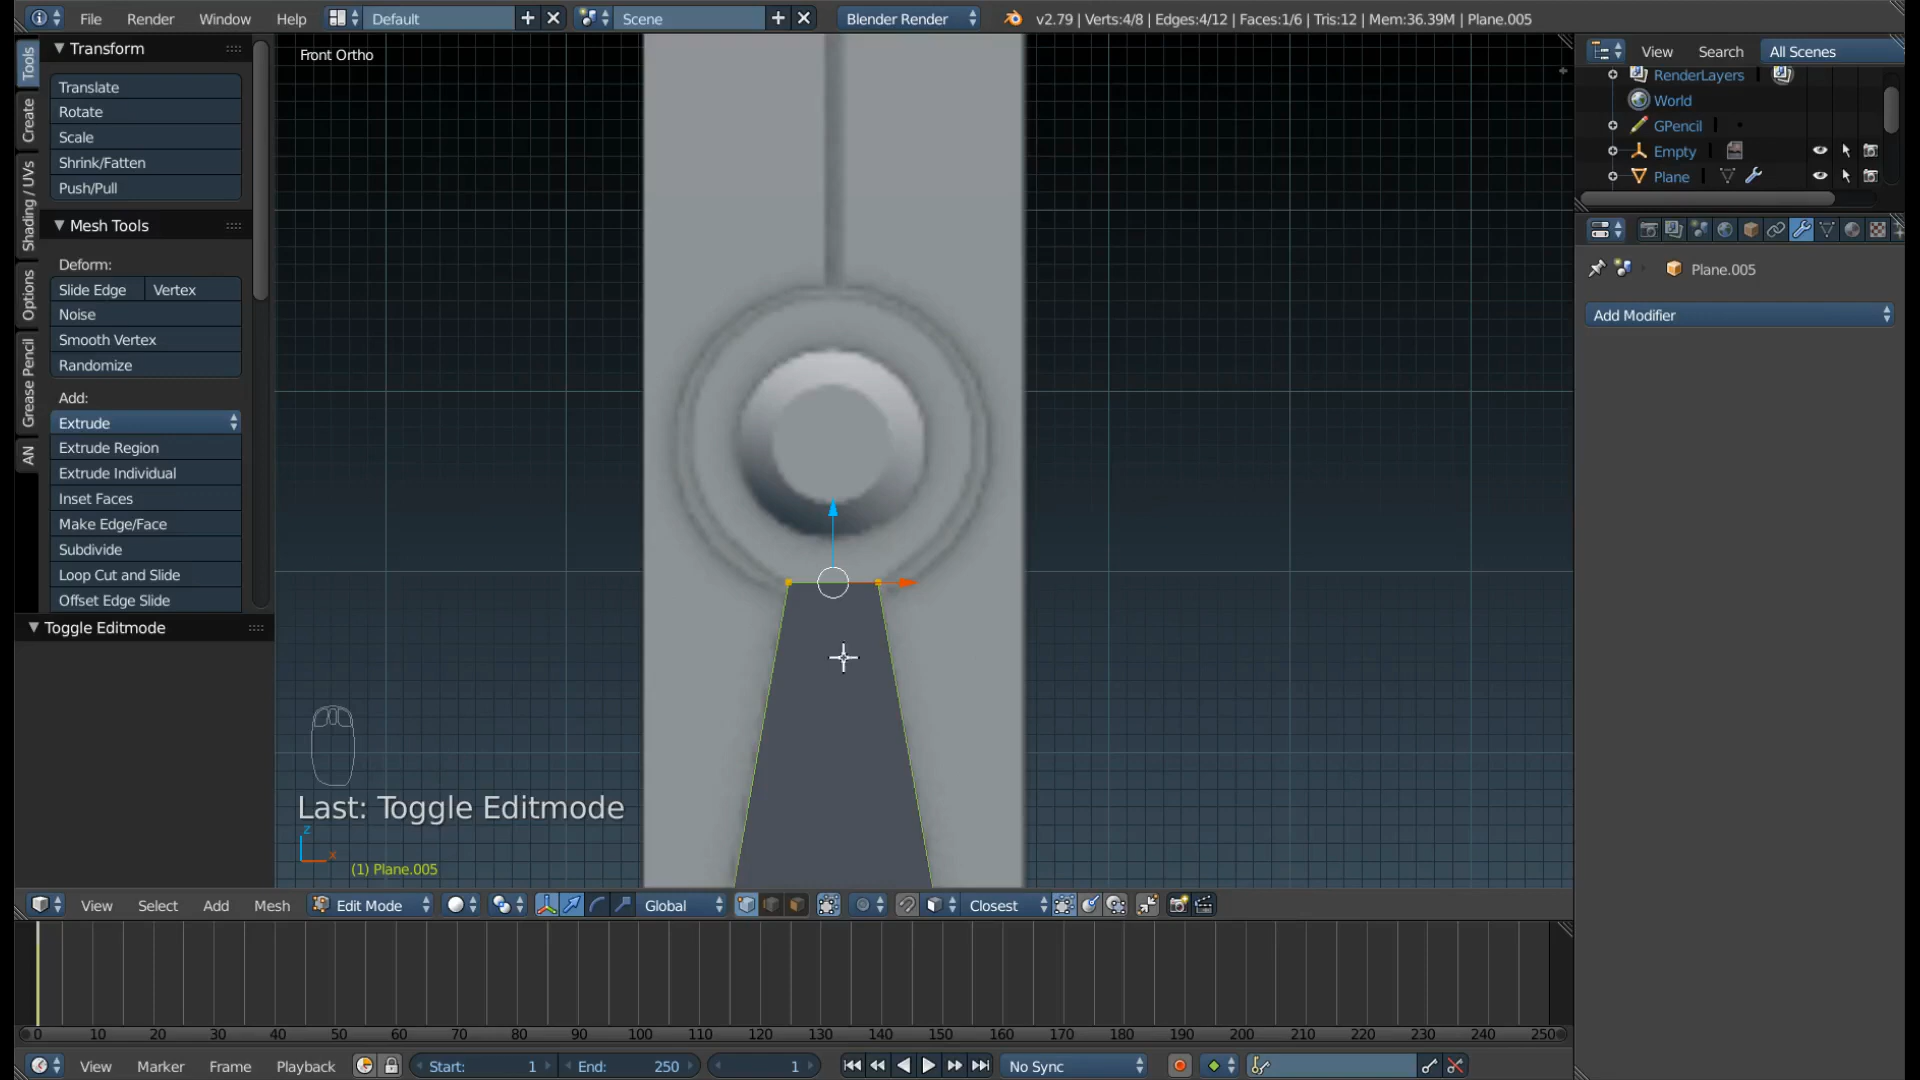 File Render Window Help Default Scene Blender Render v2.79 | Verts:4/8 | Edges:4/12 | Faces:1/6 | Tris:12 | Mem:36.39M | Plane.005
Tools
Create
Shading / UVs
Options
Grease Pencil
AN
Transform
Translate
Rotate
Scale
Shrink/Fatten
Push/Pull
Mesh Tools
Deform:
Slide Edge Vertex
Noise
Smooth Vertex
Randomize
Add:
Extrude
Extrude Region
Extrude Individual
Inset Faces
Make Edge/Face
Subdivide
Loop Cut and Slide
Offset Edge Slide
Toggle Editmode
Front Ortho
Last: Toggle Editmode
z
x
(1) Plane.005
View Search All Scenes
RenderLayers
World
GPencil
Empty
Plane
Plane.005
Add Modifier
View Select Add Mesh Edit Mode Global Closest
0 10 20 30 40 50 60 70 80 90 100 110 120 130 140 150 160 170 180 190 200 210 220 230 240 250
View Marker Frame Playback Start: 1 End: 250 1 No Sync